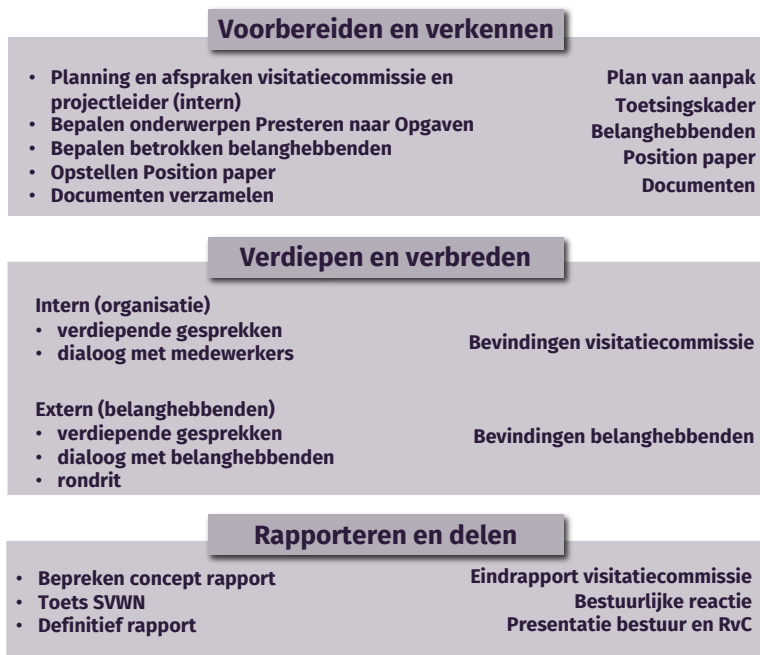 Voorbereiden en verkennen
• Planning en afspraken visitatiecommissie en
projectleider (intern)
• Bepalen onderwerpen Presteren naar Opgaven
• Bepalen betrokken belanghebbenden
• Opstellen Position paper
• Documenten verzamelen
Plan van aanpak
Toetsingskader
Belanghebbenden
Position paper
Documenten
Verdiepen en verbreden
Intern (organisatie)
• verdiepende gesprekken
• dialoog met medewerkers
Bevindingen visitatiecommissie
Extern (belanghebbenden)
• verdiepende gesprekken
• dialoog met belanghebbenden
• rondrit
Bevindingen belanghebbenden
Rapporteren en delen
• Bepreken concept rapport
• Toets SVWN
• Definitief rapport
Eindrapport visitatiecommissie
Bestuurlijke reactie
Presentatie bestuur en RvC